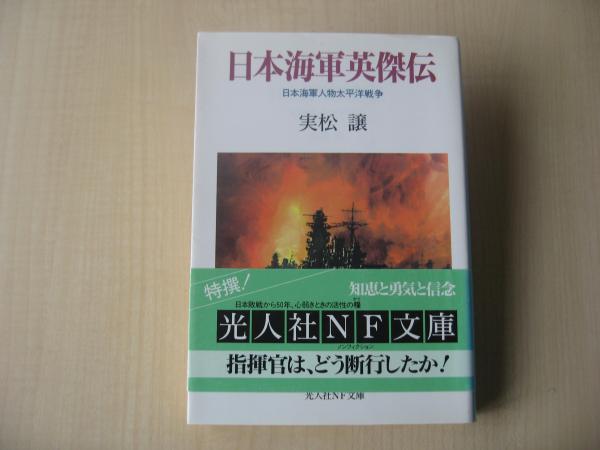 日本海軍英傑伝
日本海軍人物太平洋戦争
実松 譲
特撰!
知恵と勇気と信念
日本敗戦から50年、心弱きときの活性の糧
光人社NF文庫
ノンフィクション
指揮官は、どう断行したか!
光人社NF文庫